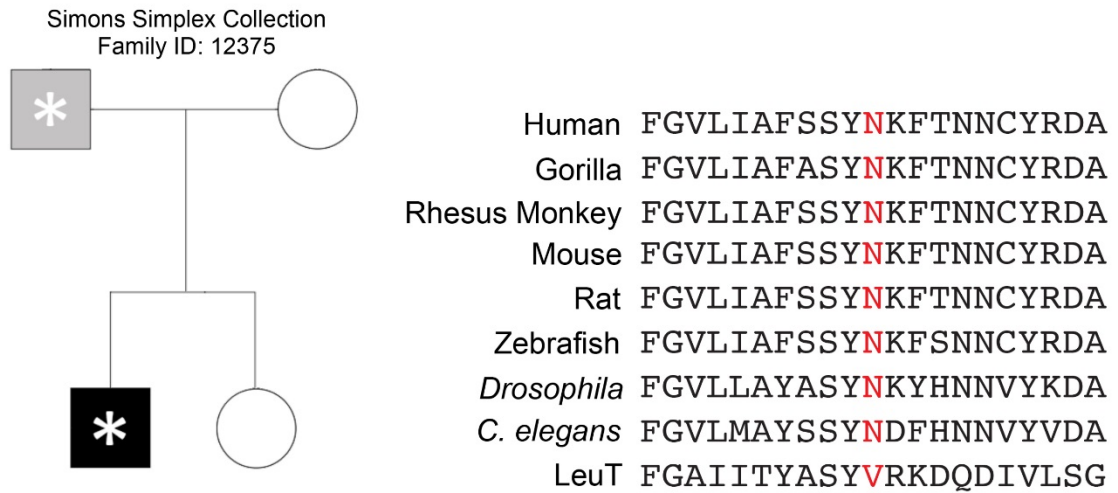 Simons Simplex Collection
Family ID: 12375
*
*
Human FGVLIAFSSYNKFTNNCYRDA
Gorilla FGVLIAFASYNKFTNNCYRDA
Rhesus Monkey FGVLIAFSSYNKFTNNCYRDA
Mouse FGVLIAFSSYNKFTNNCYRDA
Rat FGVLIAFSSYNKFTNNCYRDA
Zebrafish FGVLIAFSSYNKFSNNCYRDA
Drosophila FGVLLAYASYNKYHNNVYKDA
C. elegans FGVLMAYSSYNDFHNNVYVDA
LeuT FGAIITYASYVRKDQDIVLSG